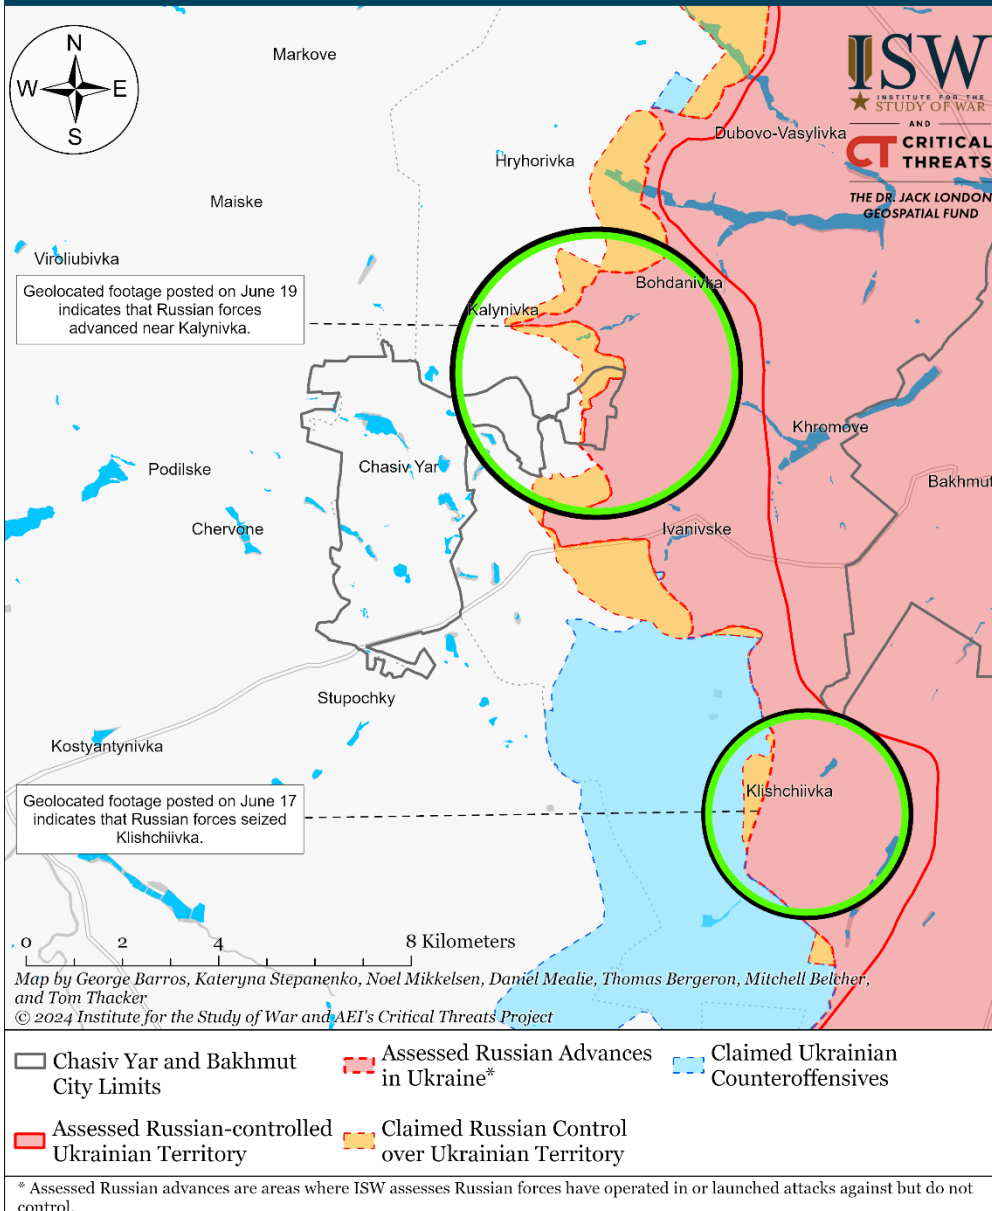 N
W E
S
Markove
ISW
INSTITUTE FOR THE
STUDY OF WAR
AND
CT CRITICAL
THREATS
THE DR. JACK LONDON
GEOSPATIAL FUND
Dubovo-Vasylivka
Hryhorivka
Maiske
Viroliubivka
Bohdanivka
Geolocated footage posted on June 19
indicates that Russian forces
advanced near Kalynivka.
Kalynivka
Khromove
Chasiv Yar
Podilske
Bakhmut
Chervone
Ivanivske
Stupochky
Kostyantynivka
Klishchiivka
Geolocated footage posted on June 17
indicates that Russian forces seized
Klishchiivka.
0 2 4 8 Kilometers
Map by George Barros, Kateryna Stepanenko, Noel Mikkelsen, Daniel Mealie, Thomas Bergeron, Mitchell Belcher,
and Tom Thacker
© 2024 Institute for the Study of War and AEI's Critical Threats Project
Chasiv Yar and Bakhmut
City Limits
Assessed Russian Advances
in Ukraine*
Claimed Ukrainian
Counteroffensives
Assessed Russian-controlled
Ukrainian Territory
Claimed Russian Control
over Ukrainian Territory
* Assessed Russian advances are areas where ISW assesses Russian forces have operated in or launched attacks against but do not
control.